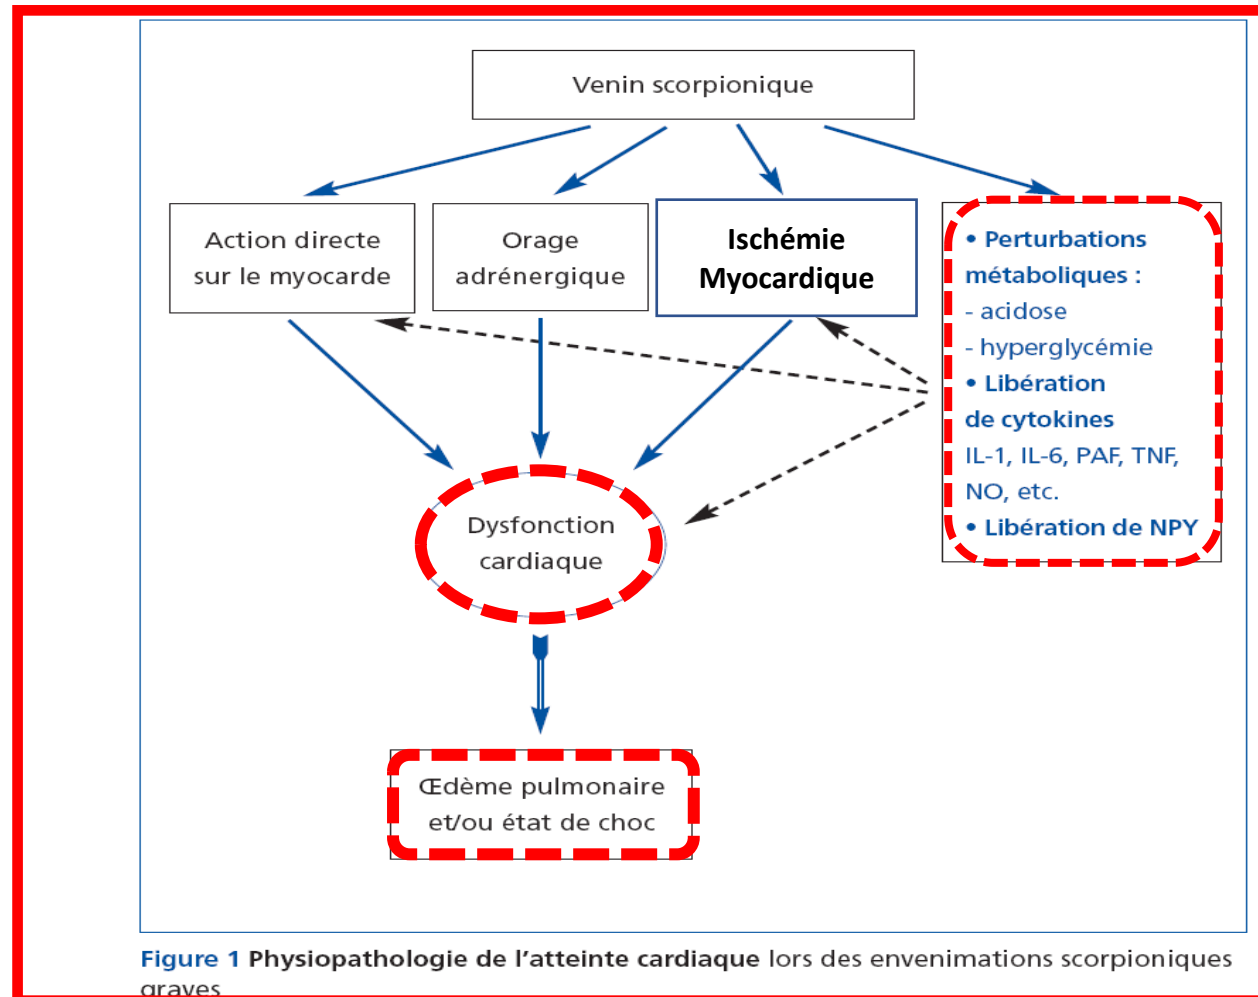 Venin scorpionique
Action directe
sur le myocarde
Orage
adrénergique
Ischémie
Myocardique
• Perturbations
métaboliques :
- acidose
- hyperglycémie
• Libération
de cytokines
IL-1, IL-6, PAF, TNF,
NO, etc.
• Libération de NPY
Dysfonction
cardiaque
Œdème pulmonaire
et/ou état de choc
Figure 1 Physiopathologie de l'atteinte cardiaque lors des envenimations scorpioniques
graves